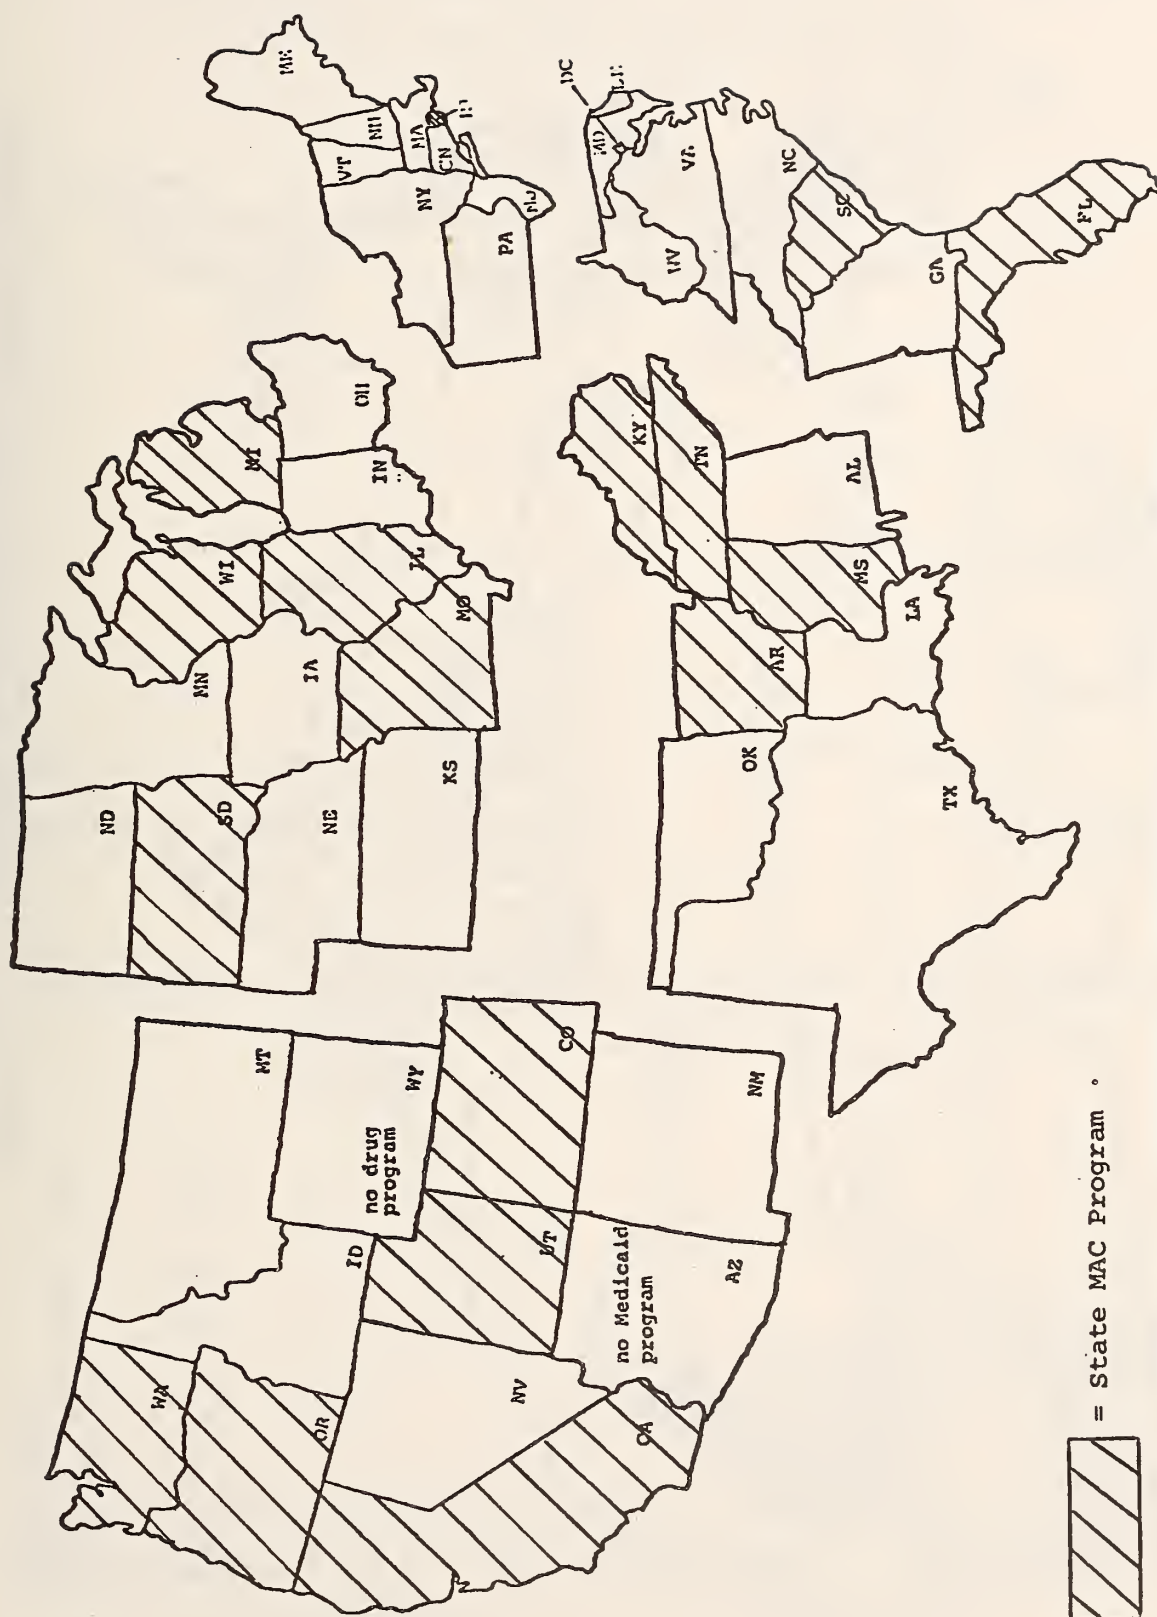 WA
OR
CA
NV
ID
MT
no drug
program
WY
UT
CO
no Medicaid
program
AZ
NM
ND
SD
NE
KS
MN
IA
MO
WI
IL
MI
IN
OH
OK
TX
AR
LA
KY
TN
MS
AL
ME
VT
NH
MA
CN
NY
PA
NJ
DC
MD
WV
VA
NC
SC
GA
FL
= State MAC Program